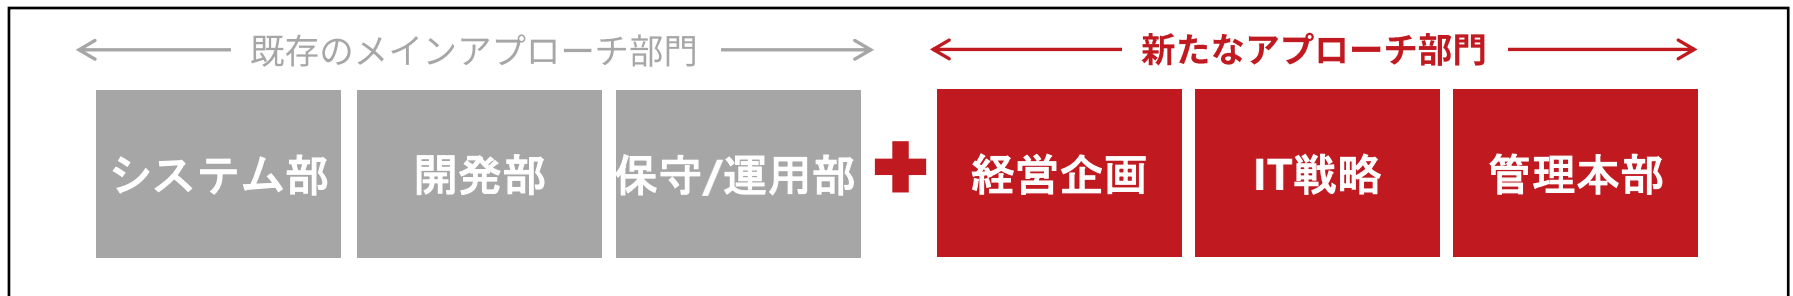 既存のメインアプローチ部門
新たなアプローチ部門
システム部
開発部
保守/運用部
経営企画
IT戦略
管理本部